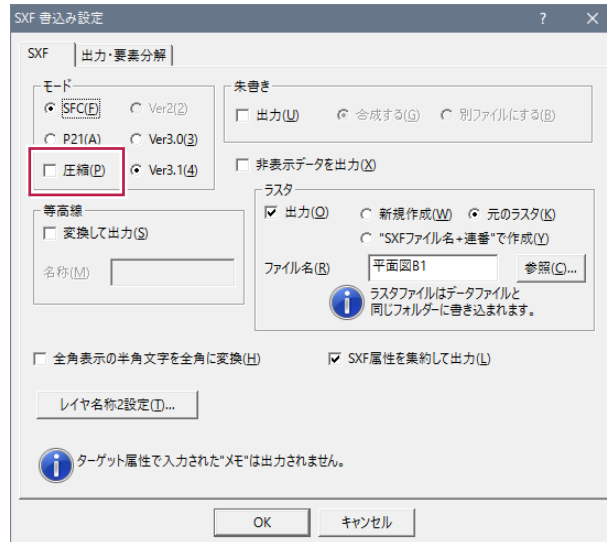 SXF 書込み設定
SXF
出力・要素分解
モード
SFC(F)
Ver2(2)
P21(A)
Ver3.0(3)
圧縮(P)
Ver3.1(4)
朱書き
出力(U)
合成する(G)
別ファイルにする(B)
非表示データを出力(X)
等高線
変換して出力(S)
名称(M)
ラスタ
出力(O)
新規作成(W)
元のラスタ(K)
"SXFファイル名+連番"で作成(Y)
ファイル名(R)
平面図B1
参照(C)...
ラスタファイルはデータファイルと
同じフォルダーに書き込まれます。
全角表示の半角文字を全角に変換(H)
SXF属性を集約して出力(L)
レイヤ名称2設定(T)...
ターゲット属性で入力された"メモ"は出力されません。
OK
キャンセル